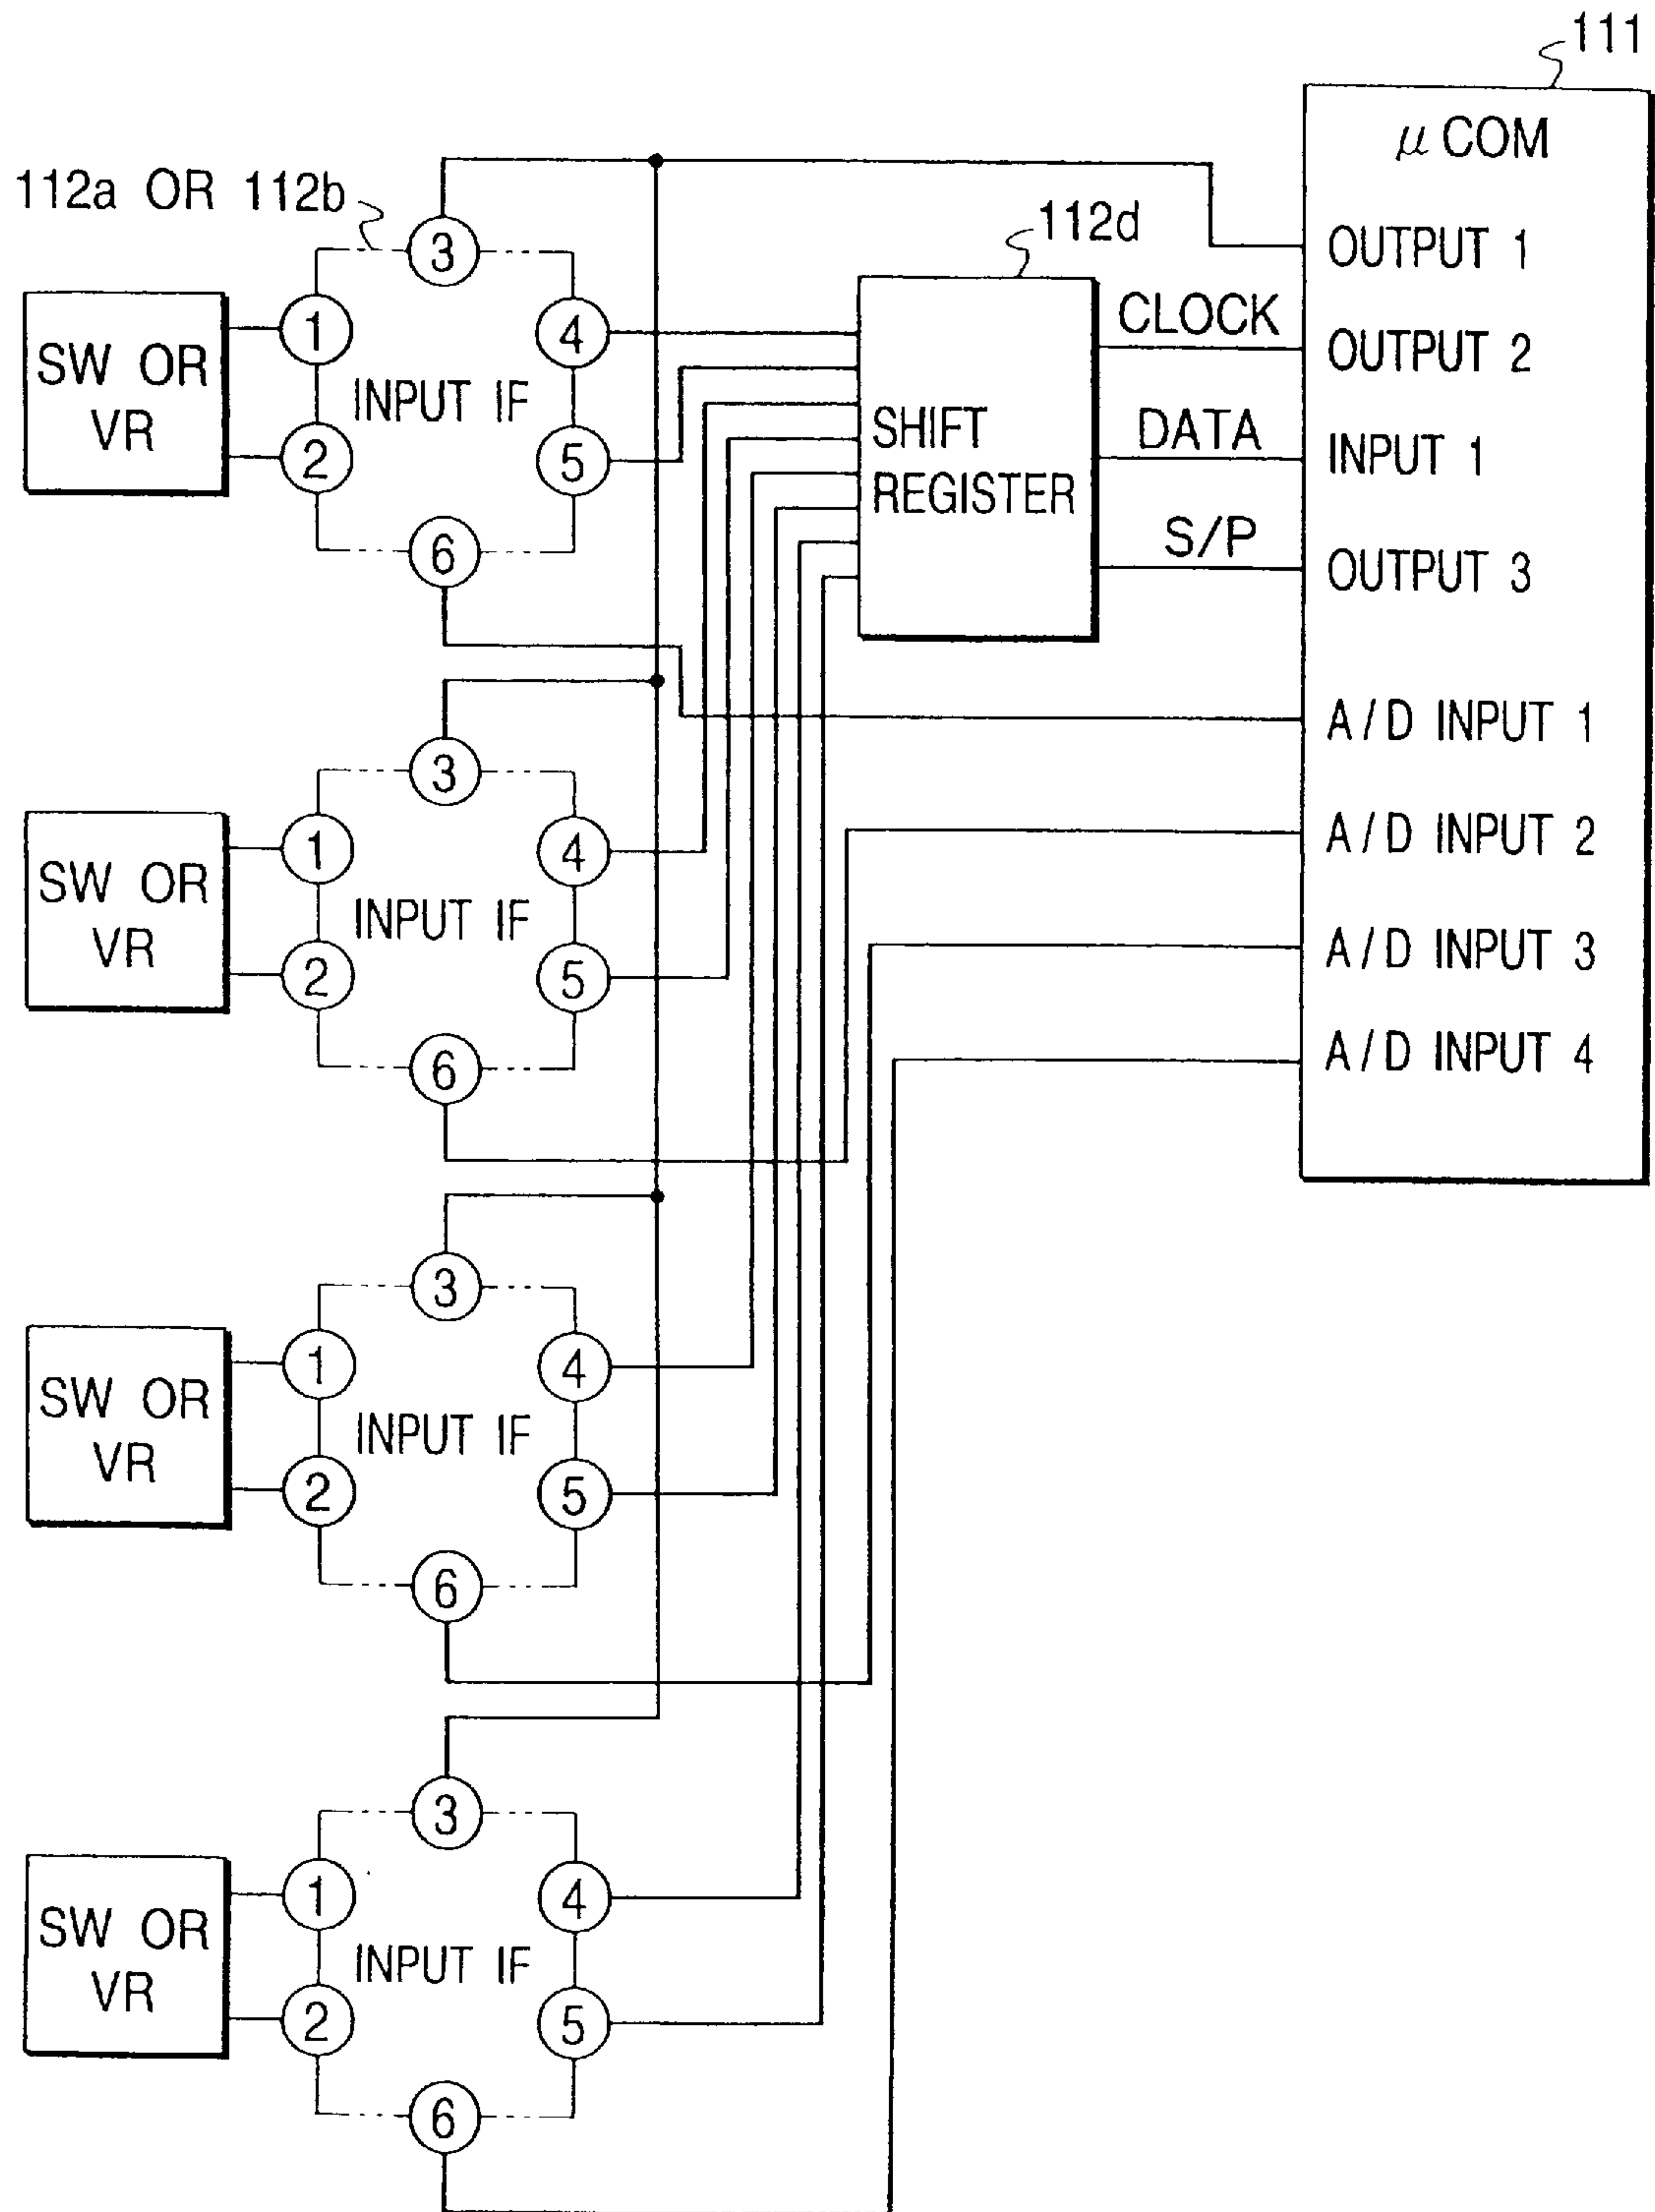 111
μ COM
112a OR 112b
OUTPUT 1
OUTPUT 2
INPUT 1
OUTPUT 3
A/D INPUT 1
A/D INPUT 2
A/D INPUT 3
A/D INPUT 4
112d
SHIFT
REGISTER
CLOCK
DATA
S/P
SW OR
VR
1
2
3
4
5
6
INPUT IF
SW OR
VR
1
2
3
4
5
6
INPUT IF
SW OR
VR
1
2
3
4
5
6
INPUT IF
SW OR
VR
1
2
3
4
5
6
INPUT IF